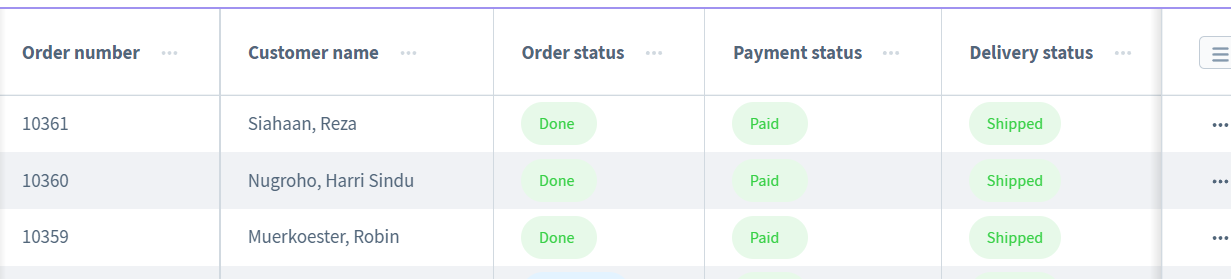 Order number Customer name Order status Payment status Delivery status
10361 Siahaan, Reza Done Paid Shipped
10360 Nugroho, Harri Sindu Done Paid Shipped
10359 Muerkoester, Robin Done Paid Shipped